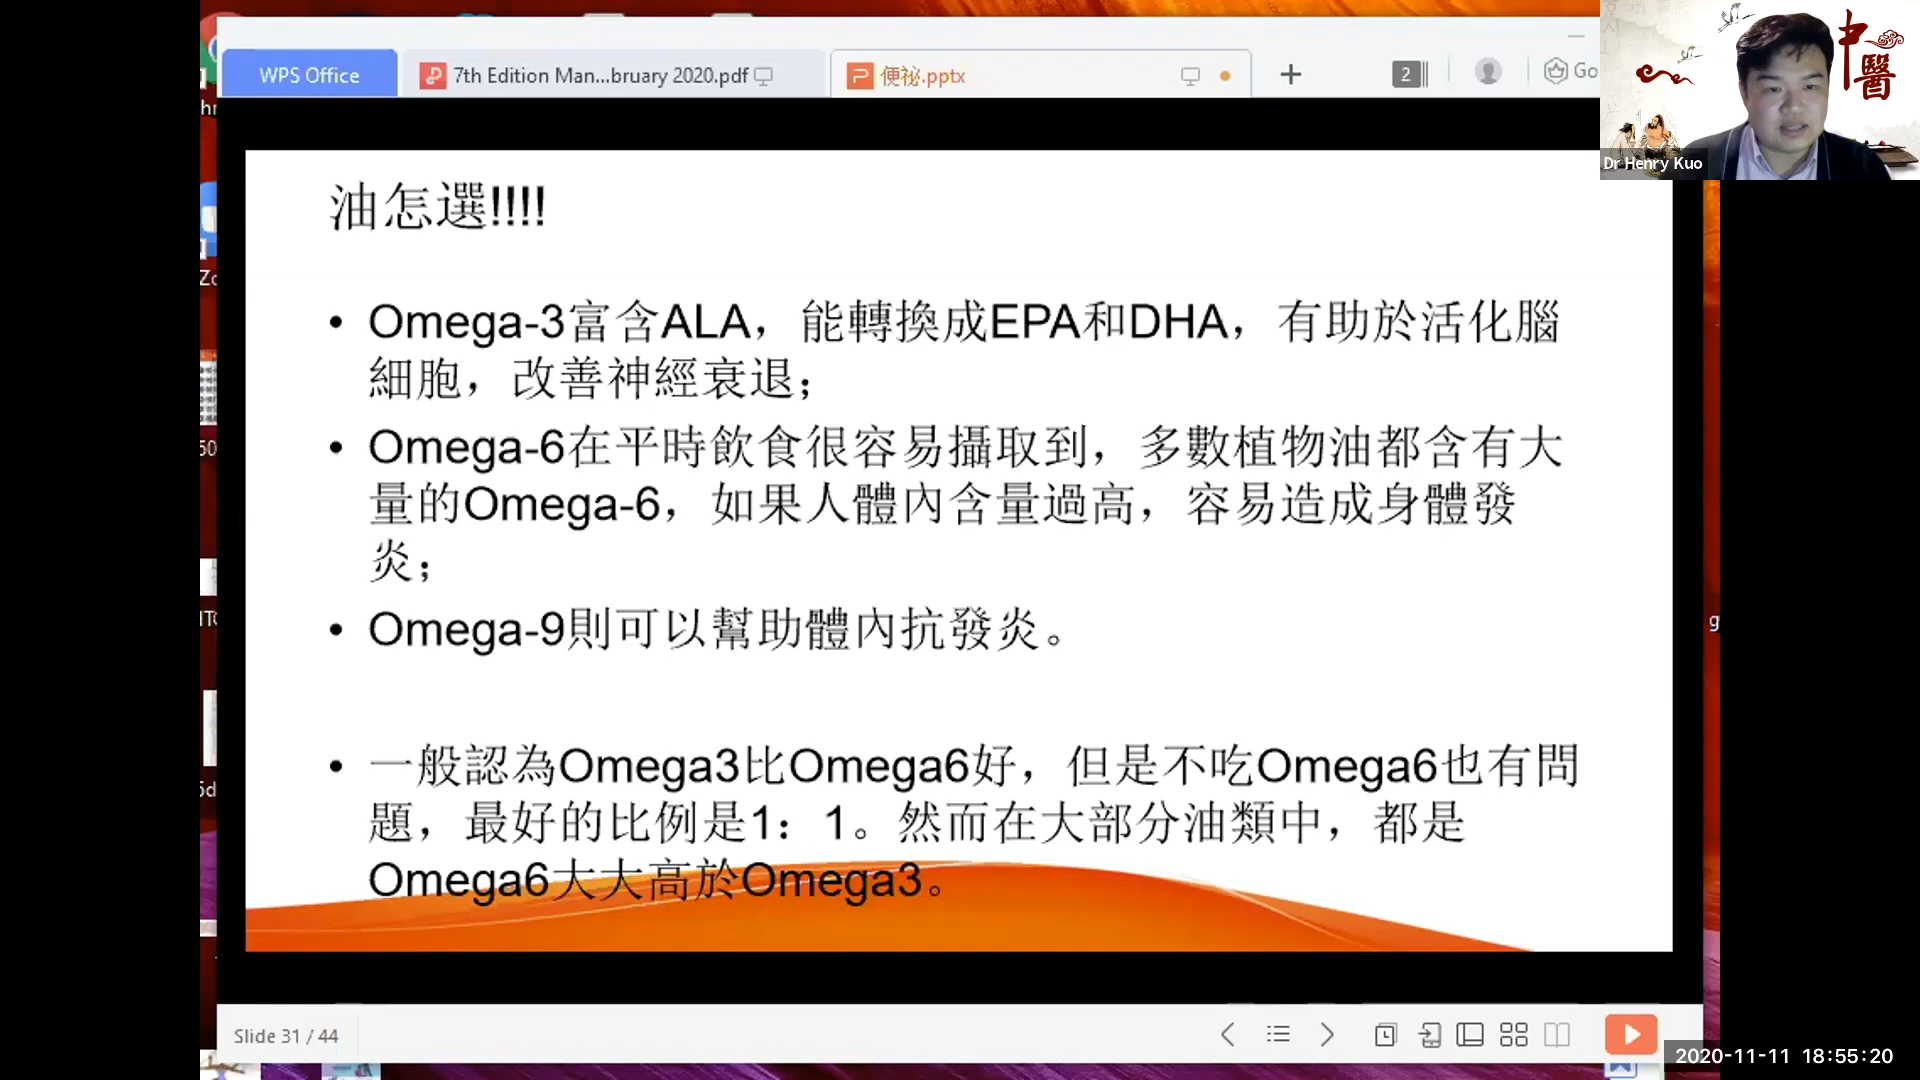 WPS Office
7th Edition Man...bruary 2020.pdf
便祕.pptx
2
Go
中醫
Dr Henry Kuo
油怎選!!!!
• Omega-3富含ALA，能轉換成EPA和DHA，有助於活化腦
細胞，改善神經衰退；
• Omega-6在平時飲食很容易攝取到，多數植物油都含有大
量的Omega-6，如果人體內含量過高，容易造成身體發
炎；
• Omega-9則可以幫助體內抗發炎。
• 一般認為Omega3比Omega6好，但是不吃Omega6也有問
題，最好的比例是1：1。然而在大部分油類中，都是
Omega6大大高於Omega3。
Slide 31 / 44
2020-11-11 18:55:20